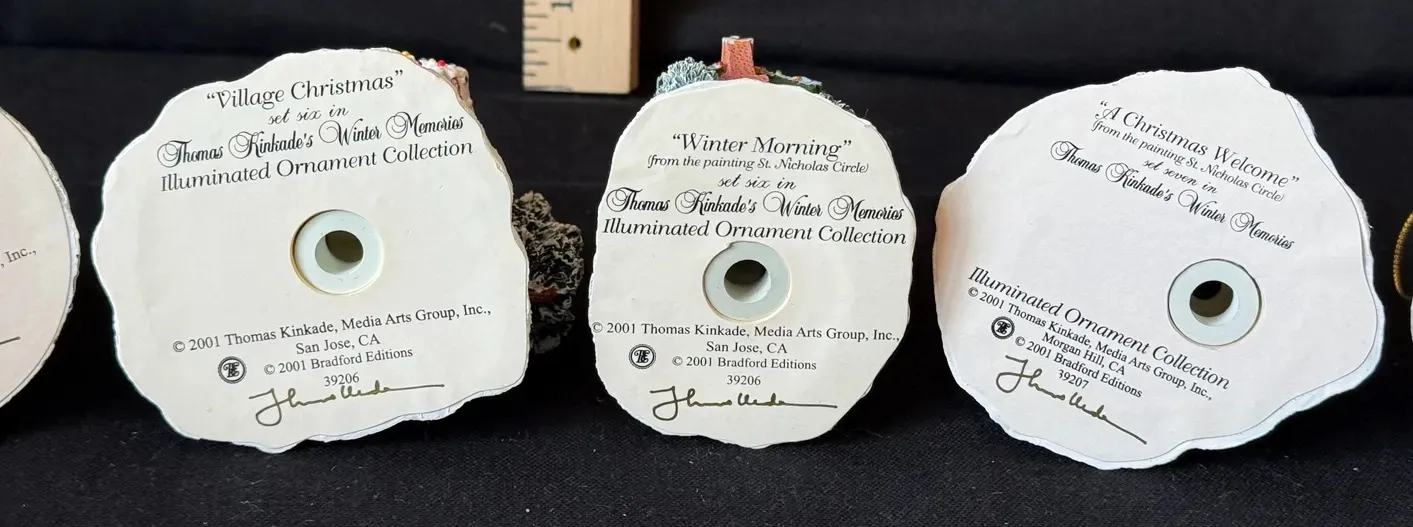 , Inc.,
"Village Christmas"
set six in
Thomas Kinkade's Winter Memories
Illuminated Ornament Collection
© 2001 Thomas Kinkade, Media Arts Group, Inc.,
San Jose, CA
© 2001 Bradford Editions
39206
"Winter Morning"
(from the painting St. Nicholas Circle)
set six in
Thomas Kinkade's Winter Memories
Illuminated Ornament Collection
© 2001 Thomas Kinkade, Media Arts Group, Inc.,
San Jose, CA
© 2001 Bradford Editions
39206
"A Christmas Welcome"
(from the painting St. Nicholas Circle)
set seven in
Thomas Kinkade's Winter Memories
Illuminated Ornament Collection
© 2001 Thomas Kinkade, Media Arts Group, Inc.,
Morgan Hill, CA
© 2001 Bradford Editions
39207